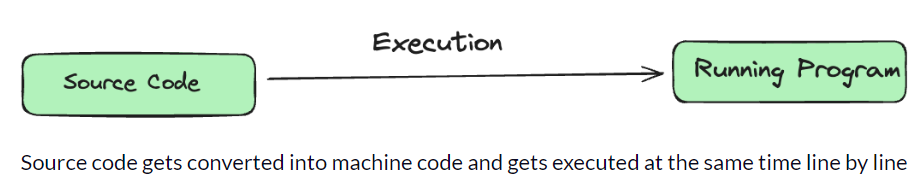 Execution
Source Code
Running Program
Source code gets converted into machine code and gets executed at the same time line by line